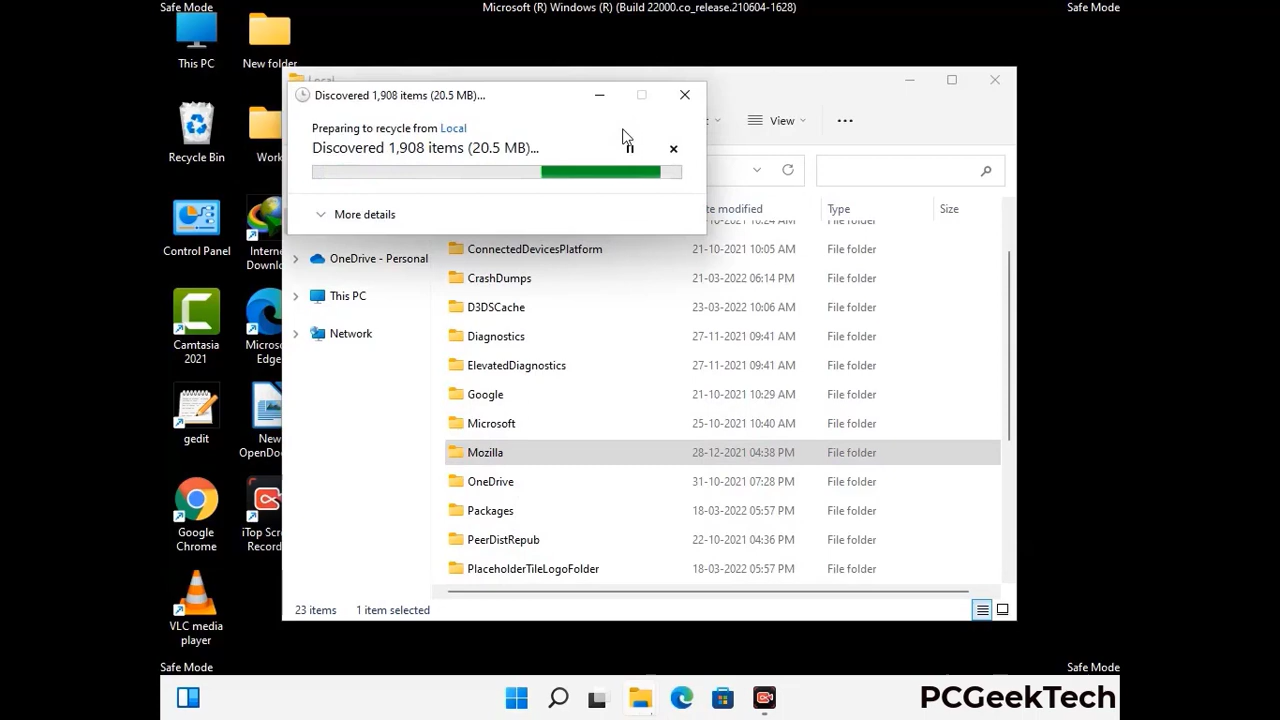 Safe Mode
Microsoft (R) Windows (R) (Build 22000.co_release.210604-1628)
Safe Mode
This PC
New folder
Recycle Bin
Work
Control Panel
Camtasia
2021
Edge
gedit
New
Google
Chrome
VLC media
player
Local
Discovered 1,908 items (20.5 MB)...
Preparing to recycle from Local
Discovered 1,908 items (20.5 MB)...
More details
View
Type
Size
File folder
OneDrive - Personal
This PC
Network
ConnectedDevicesPlatform 21-10-2021 10:05 AM File folder
CrashDumps 21-03-2022 06:14 PM File folder
D3DSCache 23-03-2022 10:06 AM File folder
Diagnostics 27-11-2021 09:41 AM File folder
ElevatedDiagnostics 27-11-2021 09:41 AM File folder
Google 21-10-2021 10:29 AM File folder
Microsoft 25-10-2021 10:40 AM File folder
Mozilla 28-12-2021 04:38 PM File folder
OneDrive 31-10-2021 07:28 PM File folder
Packages 18-03-2022 05:57 PM File folder
PeerDistRepub 22-10-2021 04:36 PM File folder
PlaceholderTileLogoFolder 18-03-2022 05:57 PM File folder
23 items 1 item selected
Safe Mode
Safe Mode
PCGeekTech